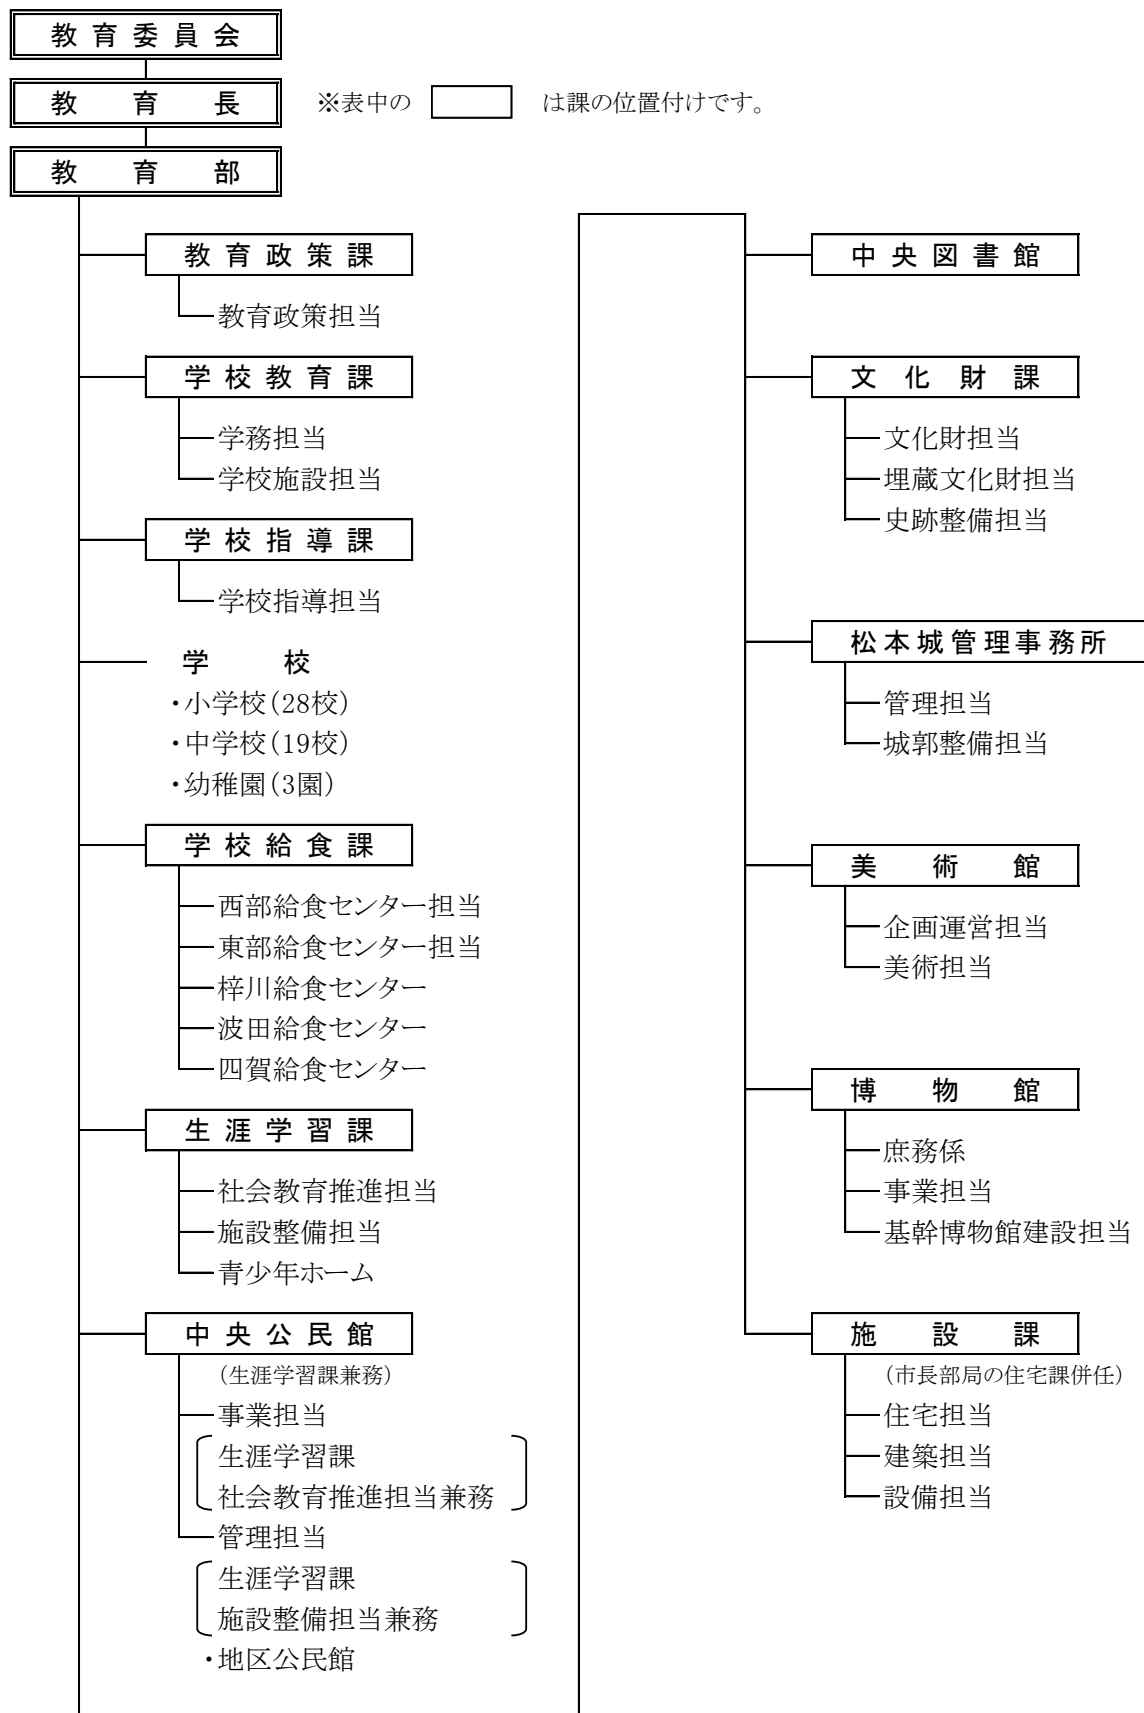 教育委員会
教育長
※表中の は課の位置付けです。
教育部
教育政策課
教育政策担当
学校教育課
学務担当
学校施設担当
学校指導課
学校指導担当
学校
・小学校(28校)
・中学校(19校)
・幼稚園(3園)
学校給食課
西部給食センター担当
東部給食センター担当
梓川給食センター
波田給食センター
四賀給食センター
生涯学習課
社会教育推進担当
施設整備担当
青少年ホーム
中央公民館
(生涯学習課兼務)
事業担当
生涯学習課
社会教育推進担当兼務
管理担当
生涯学習課
施設整備担当兼務
・地区公民館
中央図書館
文化財課
文化財担当
埋蔵文化財担当
史跡整備担当
松本城管理事務所
管理担当
城郭整備担当
美術館
企画運営担当
美術担当
博物館
庶務係
事業担当
基幹博物館建設担当
施設課
(市長部局の住宅課併任)
住宅担当
建築担当
設備担当